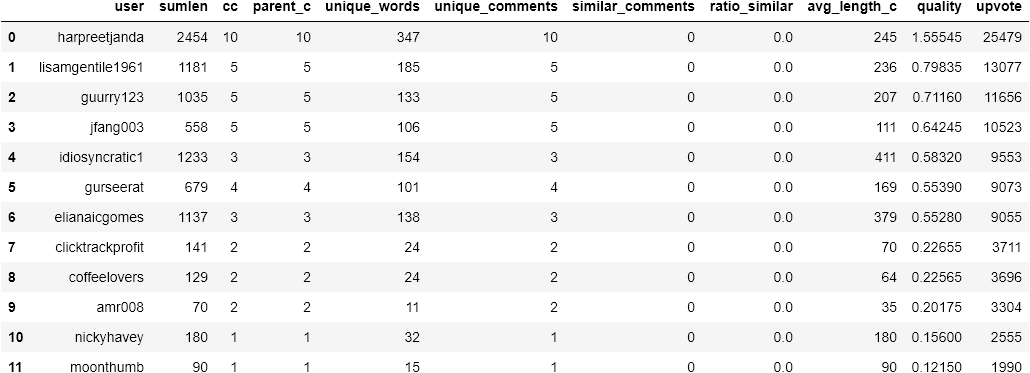 user sumlen cc parent_c unique_words unique_comments similar_comments ratio_similar avg_length_c quality upvote
0 harpreetjanda 2454 10 10 347 10 0 0.0 245 1.55545 25479
1 lisamgentile1961 1181 5 5 185 5 0 0.0 236 0.79835 13077
2 guurry123 1035 5 5 133 5 0 0.0 207 0.71160 11656
3 jfang003 558 5 5 106 5 0 0.0 111 0.64245 10523
4 idiosyncratic1 1233 3 3 154 3 0 0.0 411 0.58320 9553
5 gurseerat 679 4 4 101 4 0 0.0 169 0.55390 9073
6 elianaicgomes 1137 3 3 138 3 0 0.0 379 0.55280 9055
7 clicktrackprofit 141 2 2 24 2 0 0.0 70 0.22655 3711
8 coffeelovers 129 2 2 24 2 0 0.0 64 0.22565 3696
9 amr008 70 2 2 11 2 0 0.0 35 0.20175 3304
10 nickyhavey 180 1 1 32 1 0 0.0 180 0.15600 2555
11 moonthumb 90 1 1 15 1 0 0.0 90 0.12150 1990